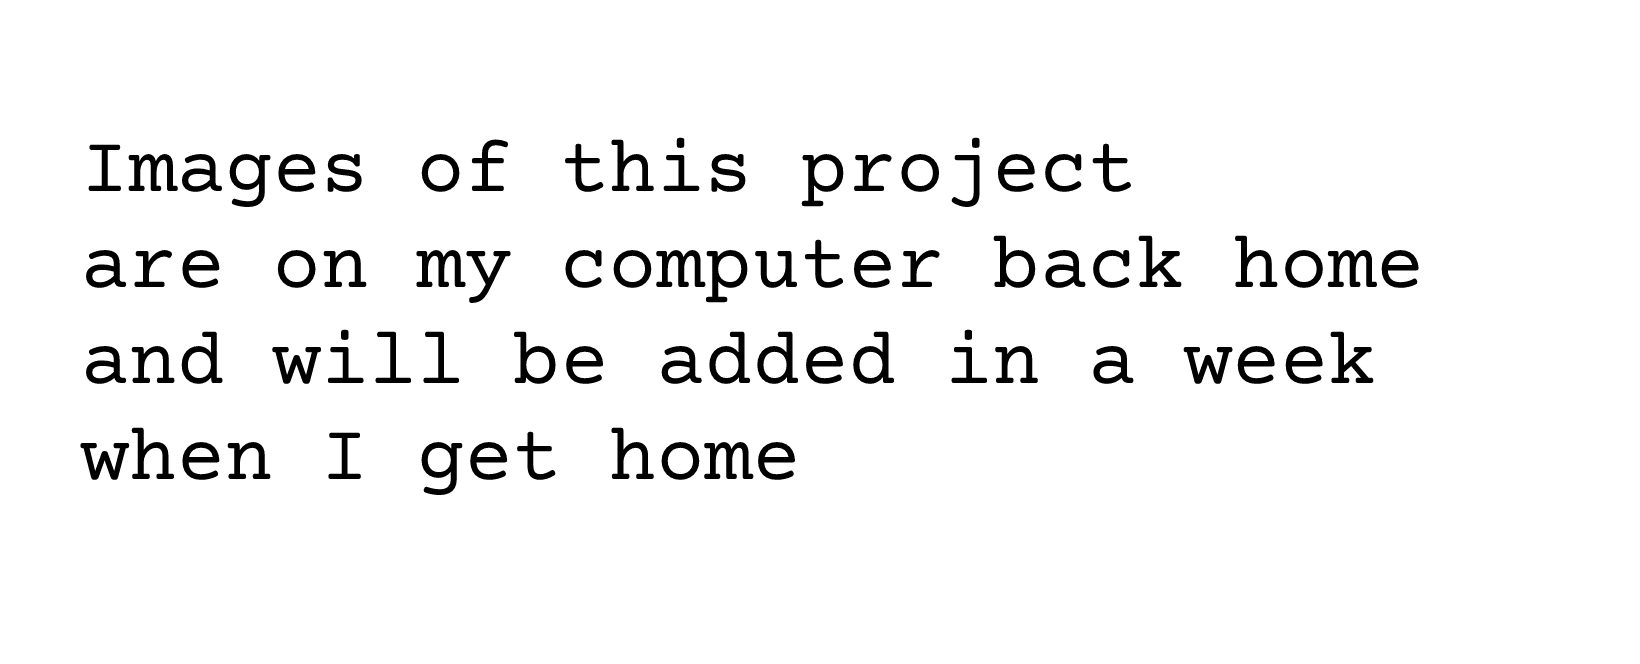 Images of this project
are on my computer back home
and will be added in a week
when I get home